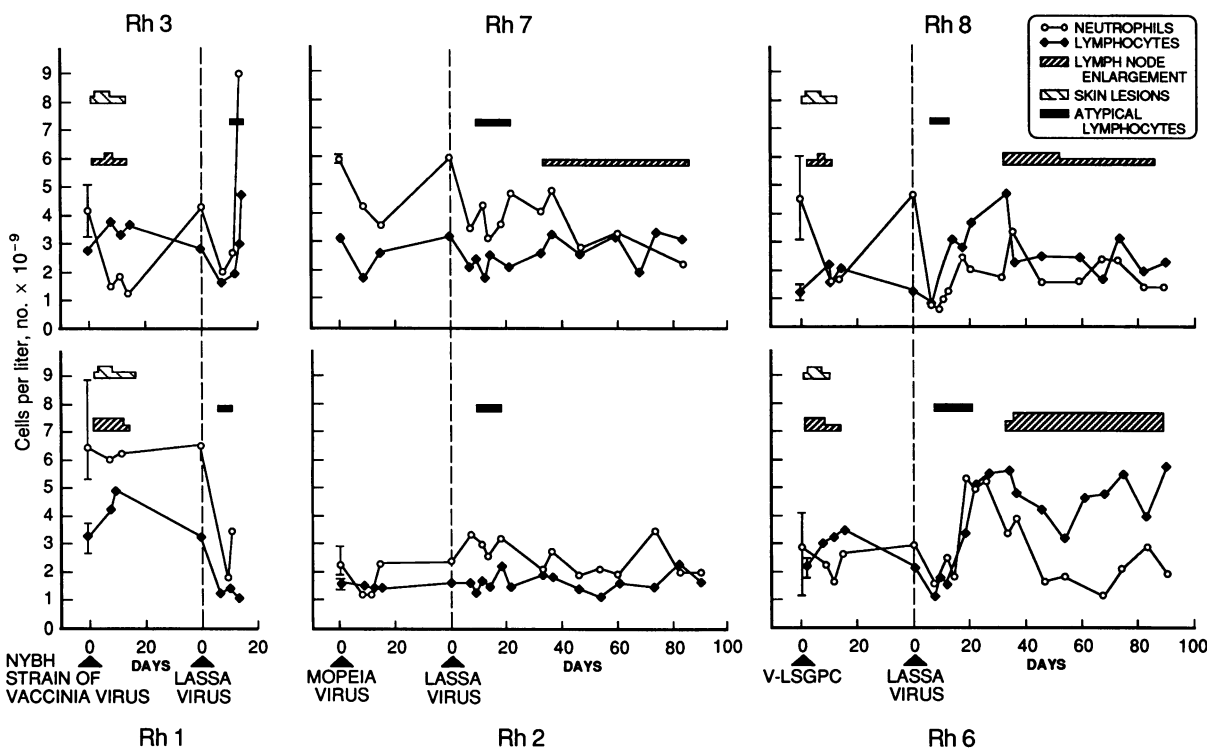 Rh 3
Rh 7
Rh 8
NEUTROPHILS
LYMPHOCYTES
LYMPH NODE
ENLARGEMENT
SKIN LESIONS
ATYPICAL
LYMPHOCYTES
Cells per liter, no. x 10⁻⁹
9
8
7
6
5
4
3
2
1
0
9
8
7
6
5
4
3
2
1
0
0 DAYS 0 20
0 20 0 20 40 DAYS 60 80 100
0 20 0 20 40 DAYS 60 80 100
NYBH
STRAIN OF
VACCINIA VIRUS
LASSA
VIRUS
MOPEIA
VIRUS
LASSA
VIRUS
V-LSGPC
LASSA
VIRUS
Rh 1
Rh 2
Rh 6